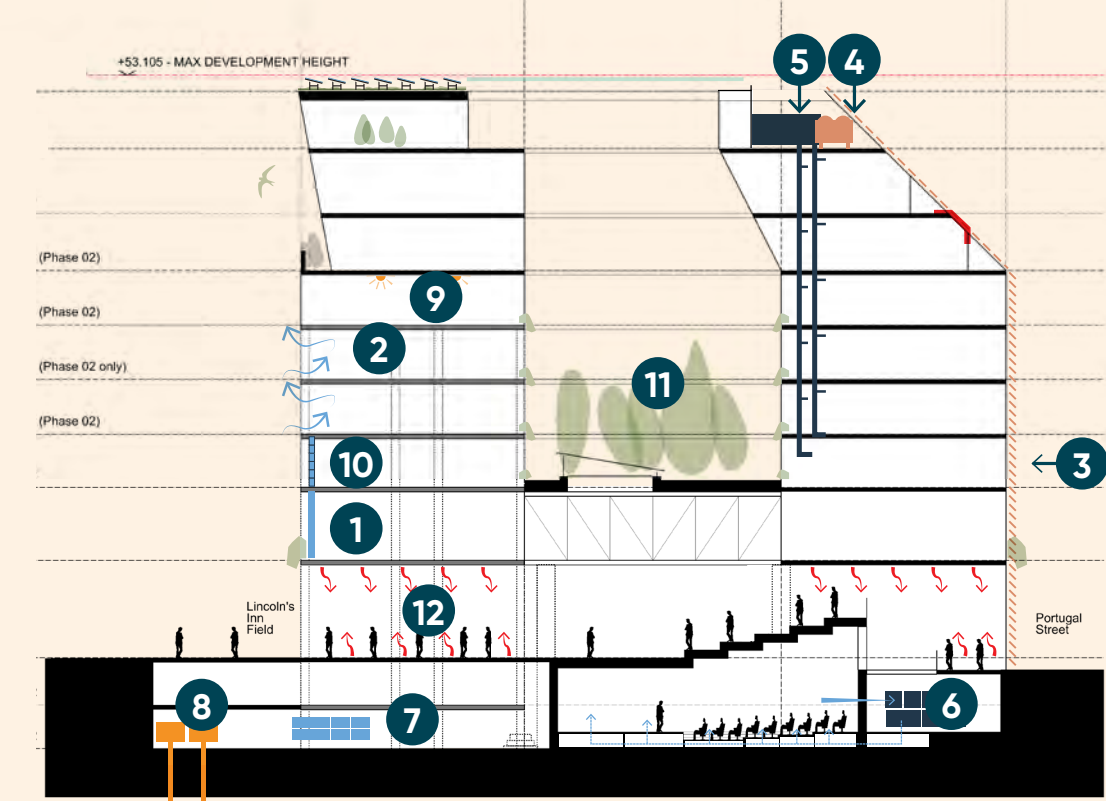 +53.105 - MAX DEVELOPMENT HEIGHT
5
4
(Phase 02)
9
(Phase 02)
2
(Phase 02 only)
11
(Phase 02)
10
3
1
12
Lincoln's
Inn
Field
Portugal
Street
8
7
6